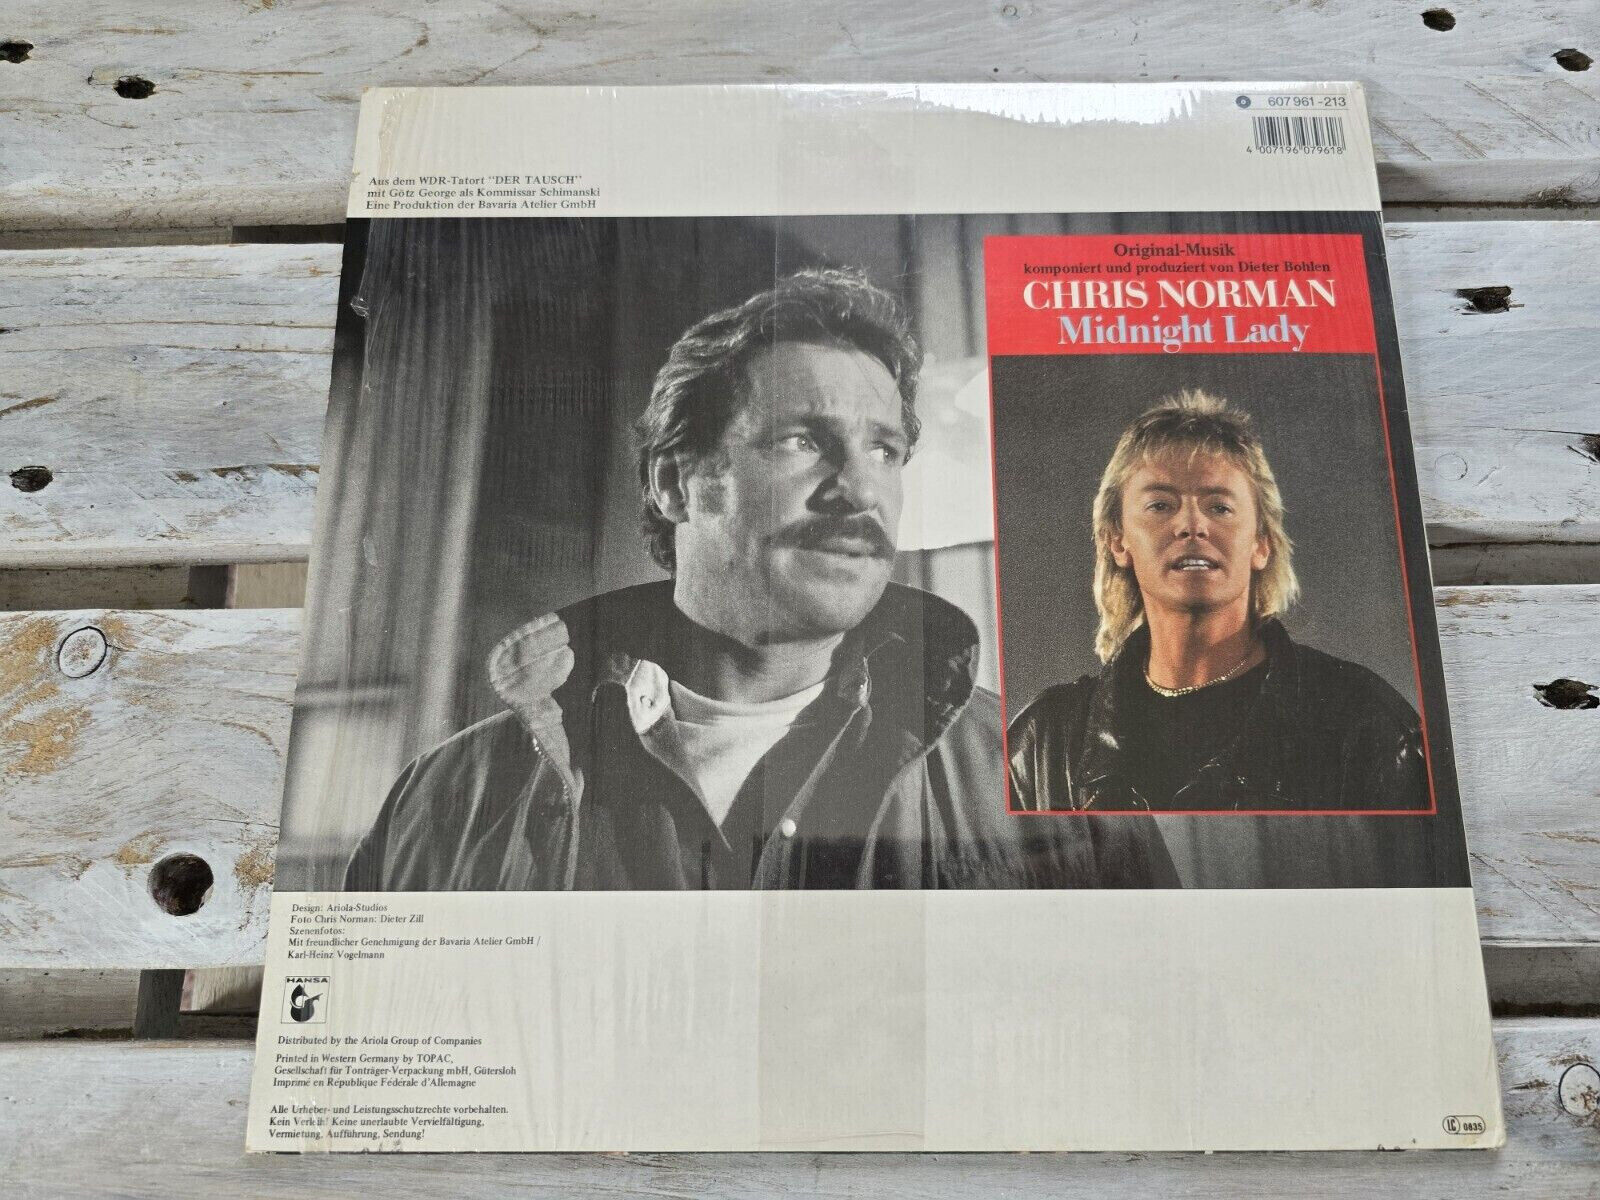 607 961 - 213
4 007196 079618
Aus dem WDR-Tatort "DER TAUSCH"
mit Götz George als Kommissar Schimanski
Eine Produktion der Bavaria Atelier GmbH
Original-Musik
komponiert und produziert von Dieter Bohlen
CHRIS NORMAN
Midnight Lady
Design: Ariola-Studios
Foto Chris Norman: Dieter Zill
Szenenfotos:
Mit freundlicher Genehmigung der Bavaria Atelier GmbH /
Karl-Heinz Vogelmann
HANSA
Distributed by the Ariola Group of Companies
Printed in Western Germany by TOPAC,
Gesellschaft für Tonträger-Verpackung mbH, Gütersloh
Imprimé en République Fédérale d'Allemagne
Alle Urheber- und Leistungsschutzrechte vorbehalten.
Kein Verleih! Keine unerlaubte Vervielfältigung,
Vermietung, Aufführung, Sendung!
LC 0835